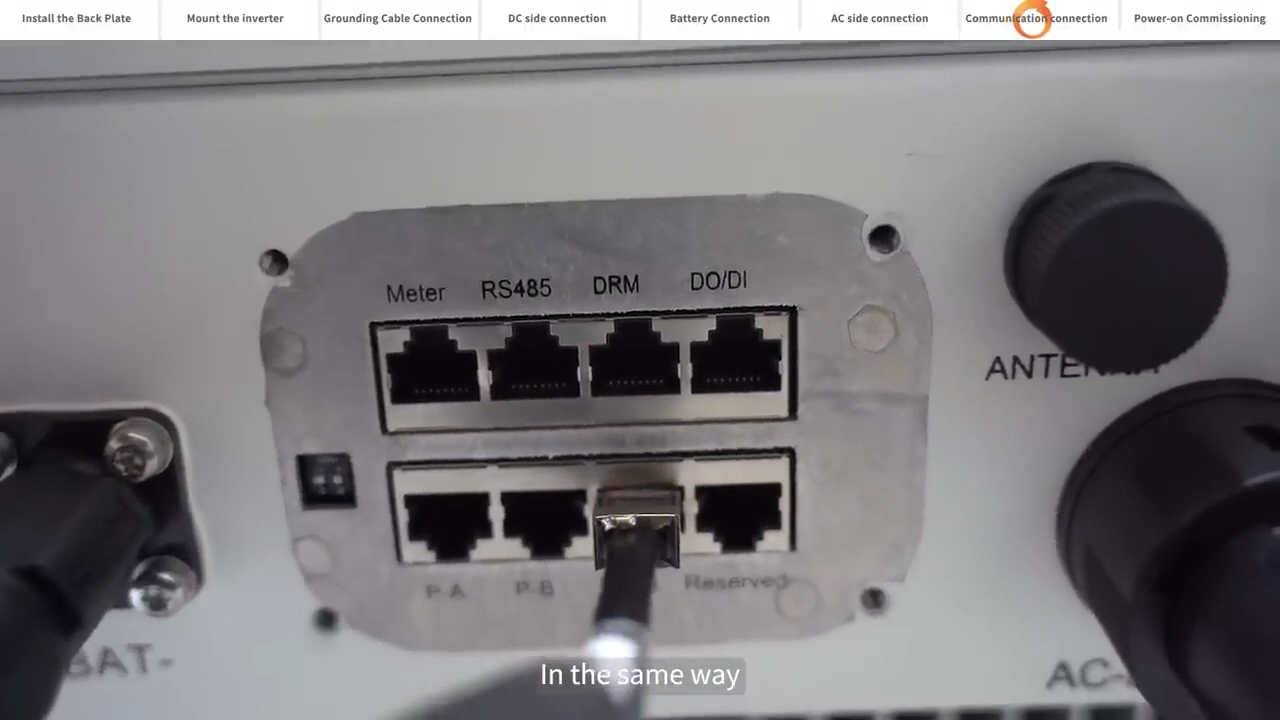 Install the Back Plate
Mount the inverter
Grounding Cable Connection
DC side connection
Battery Connection
AC side connection
Communication connection
Power-on Commissioning
Meter RS485 DRM DO/DI
ANTENNA
P-A P-B Reserved
BAT-
In the same way